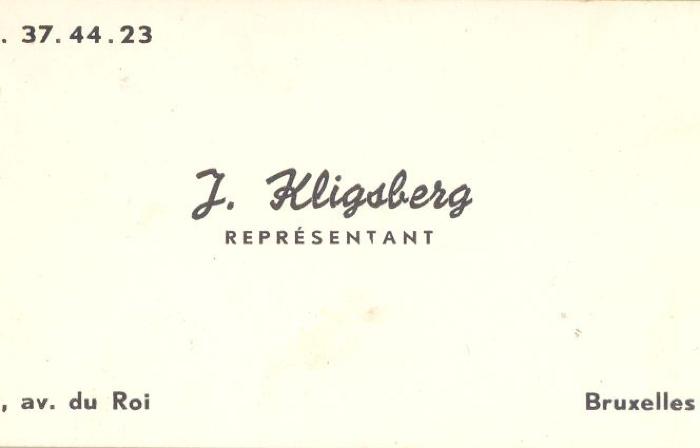 . 37.44.23
J. Kligsberg
REPRÉSENTANT
, av. du Roi
Bruxelles